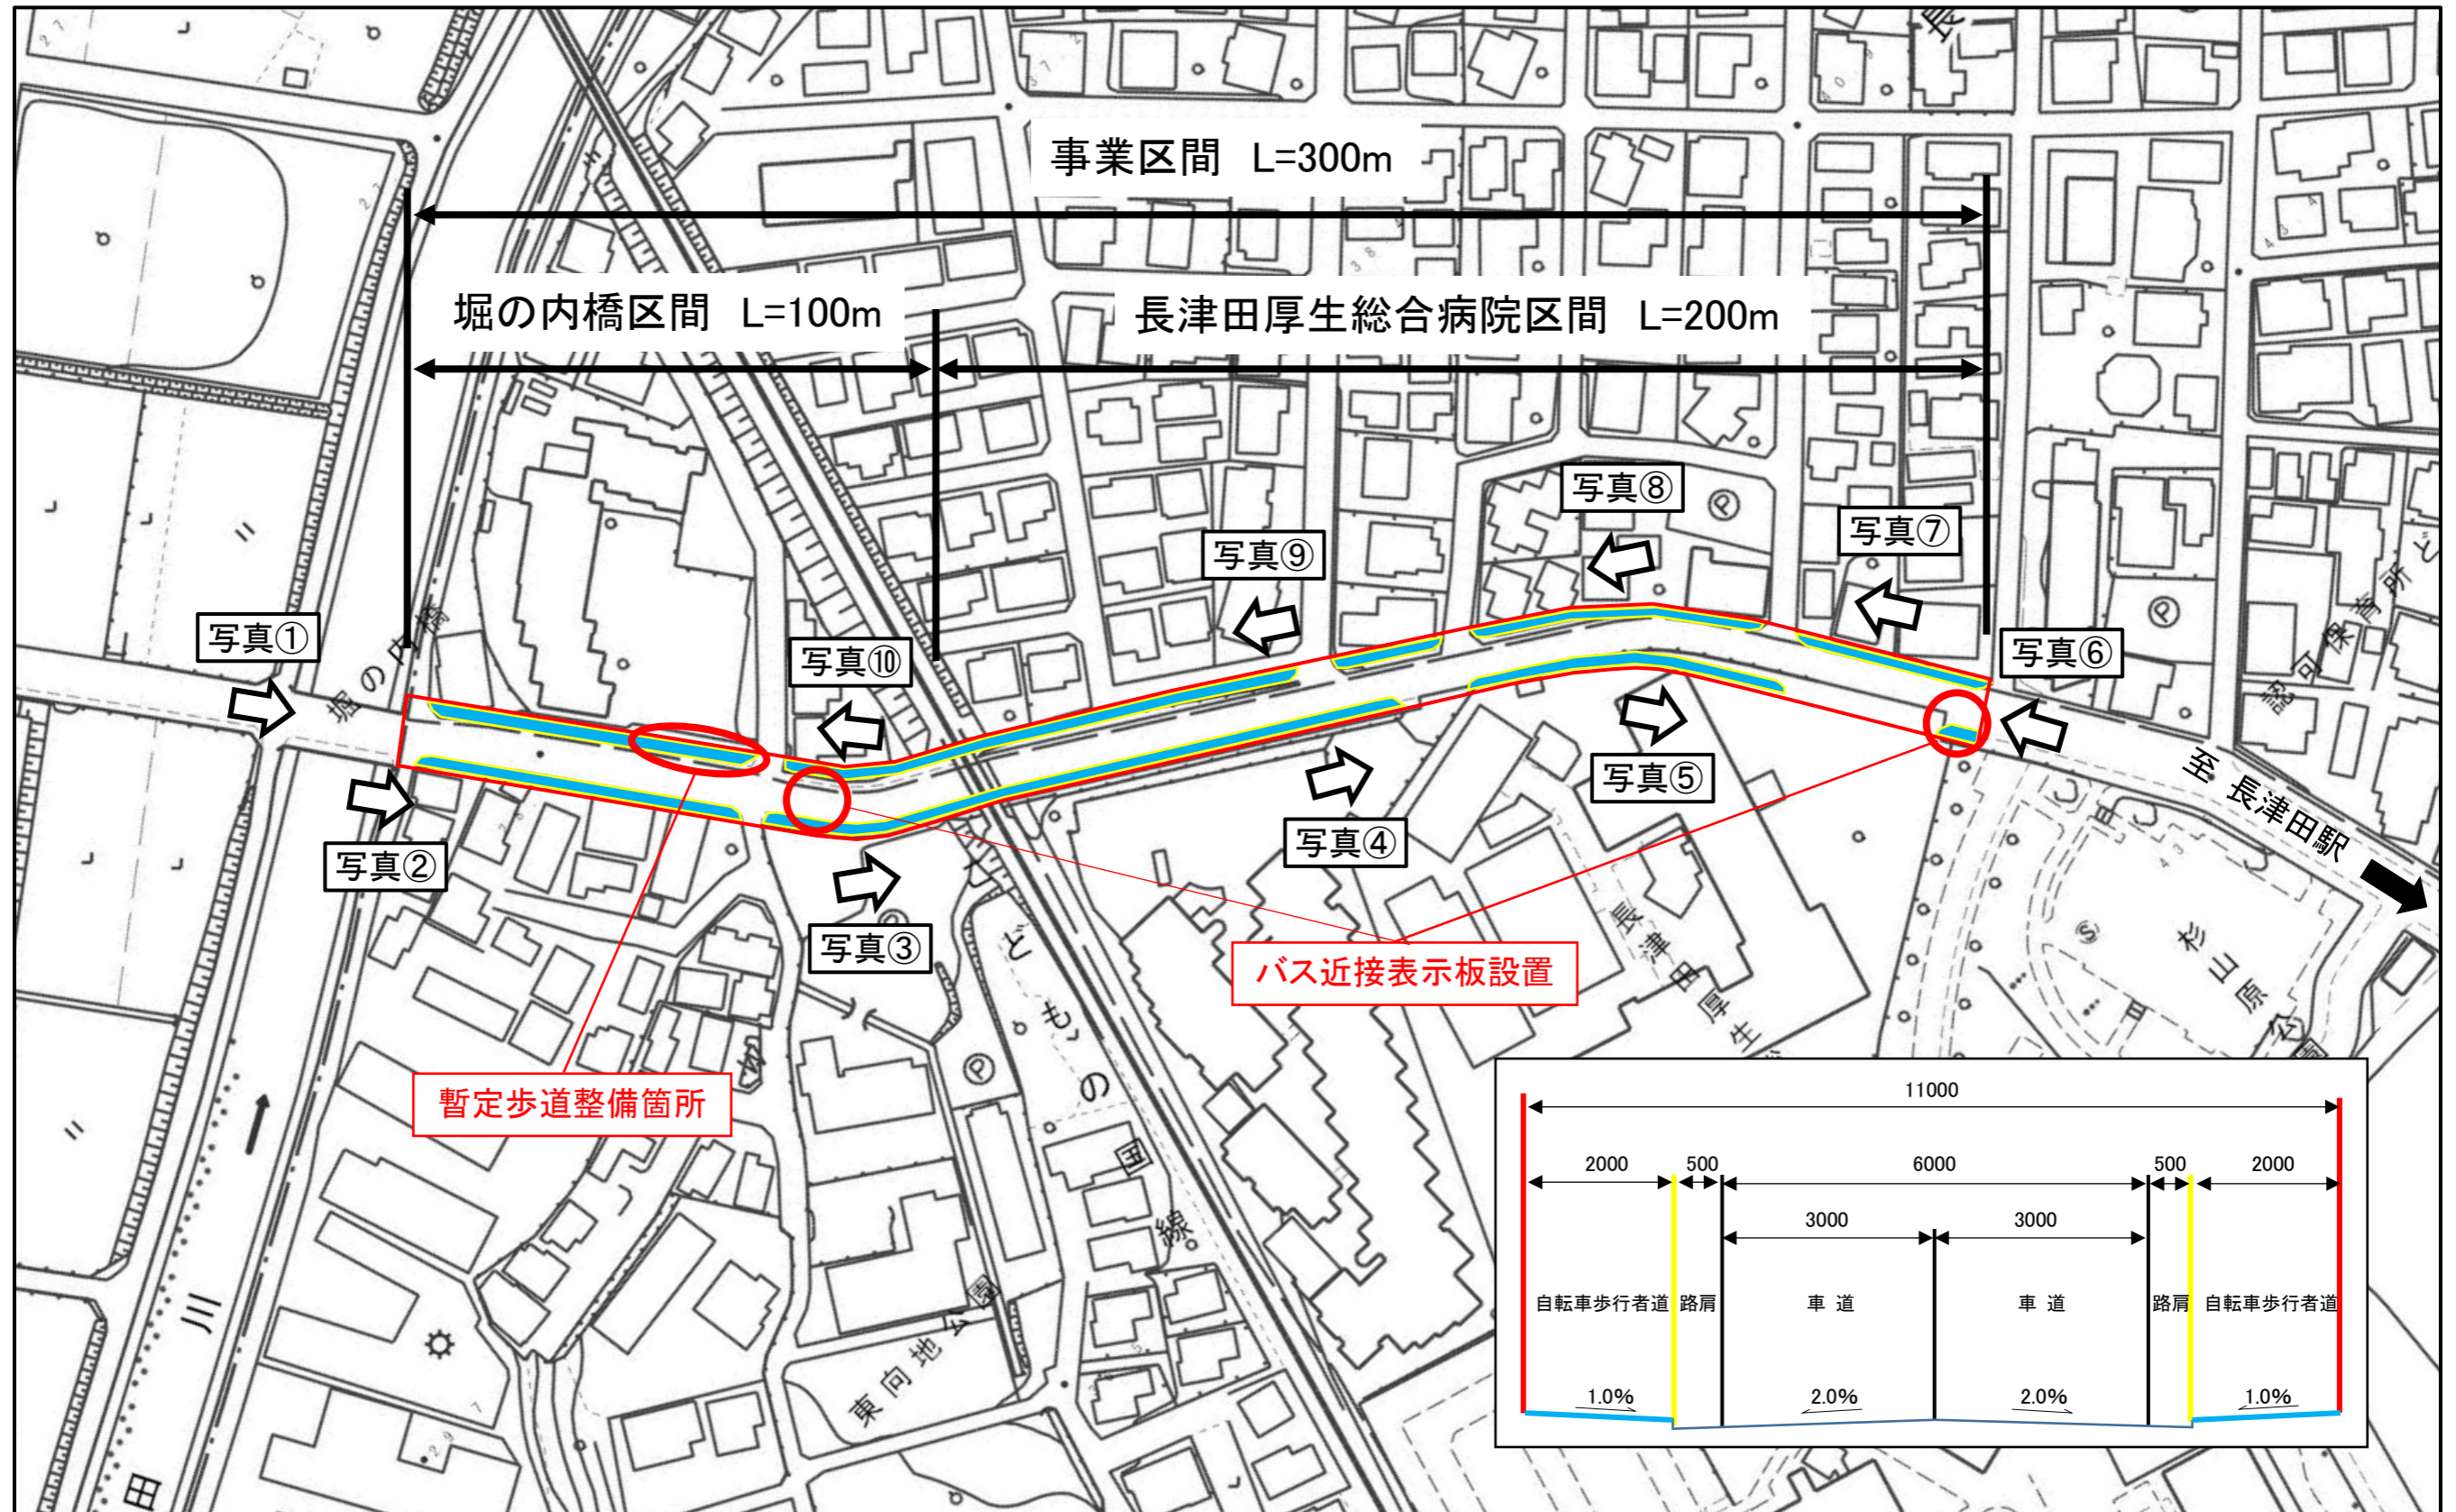 長
事業区間　L=300m
堀の内橋区間　L=100m
長津田厚生総合病院区間　L=200m
写真⑧
写真⑦
写真⑨
写真①
堀の内橋
写真⑩
写真⑥
認可保育所
至 長津田駅
写真②
写真③
写真④
写真⑤
バス近接表示板設置
暫定歩道整備箇所
こどもの国線
長津田厚生
杉山原公園
東向地公園
川
田
11000
2000
500
6000
500
2000
3000
3000
自転車歩行者道
路肩
車 道
車 道
路肩
自転車歩行者道
1.0%
2.0%
2.0%
1.0%